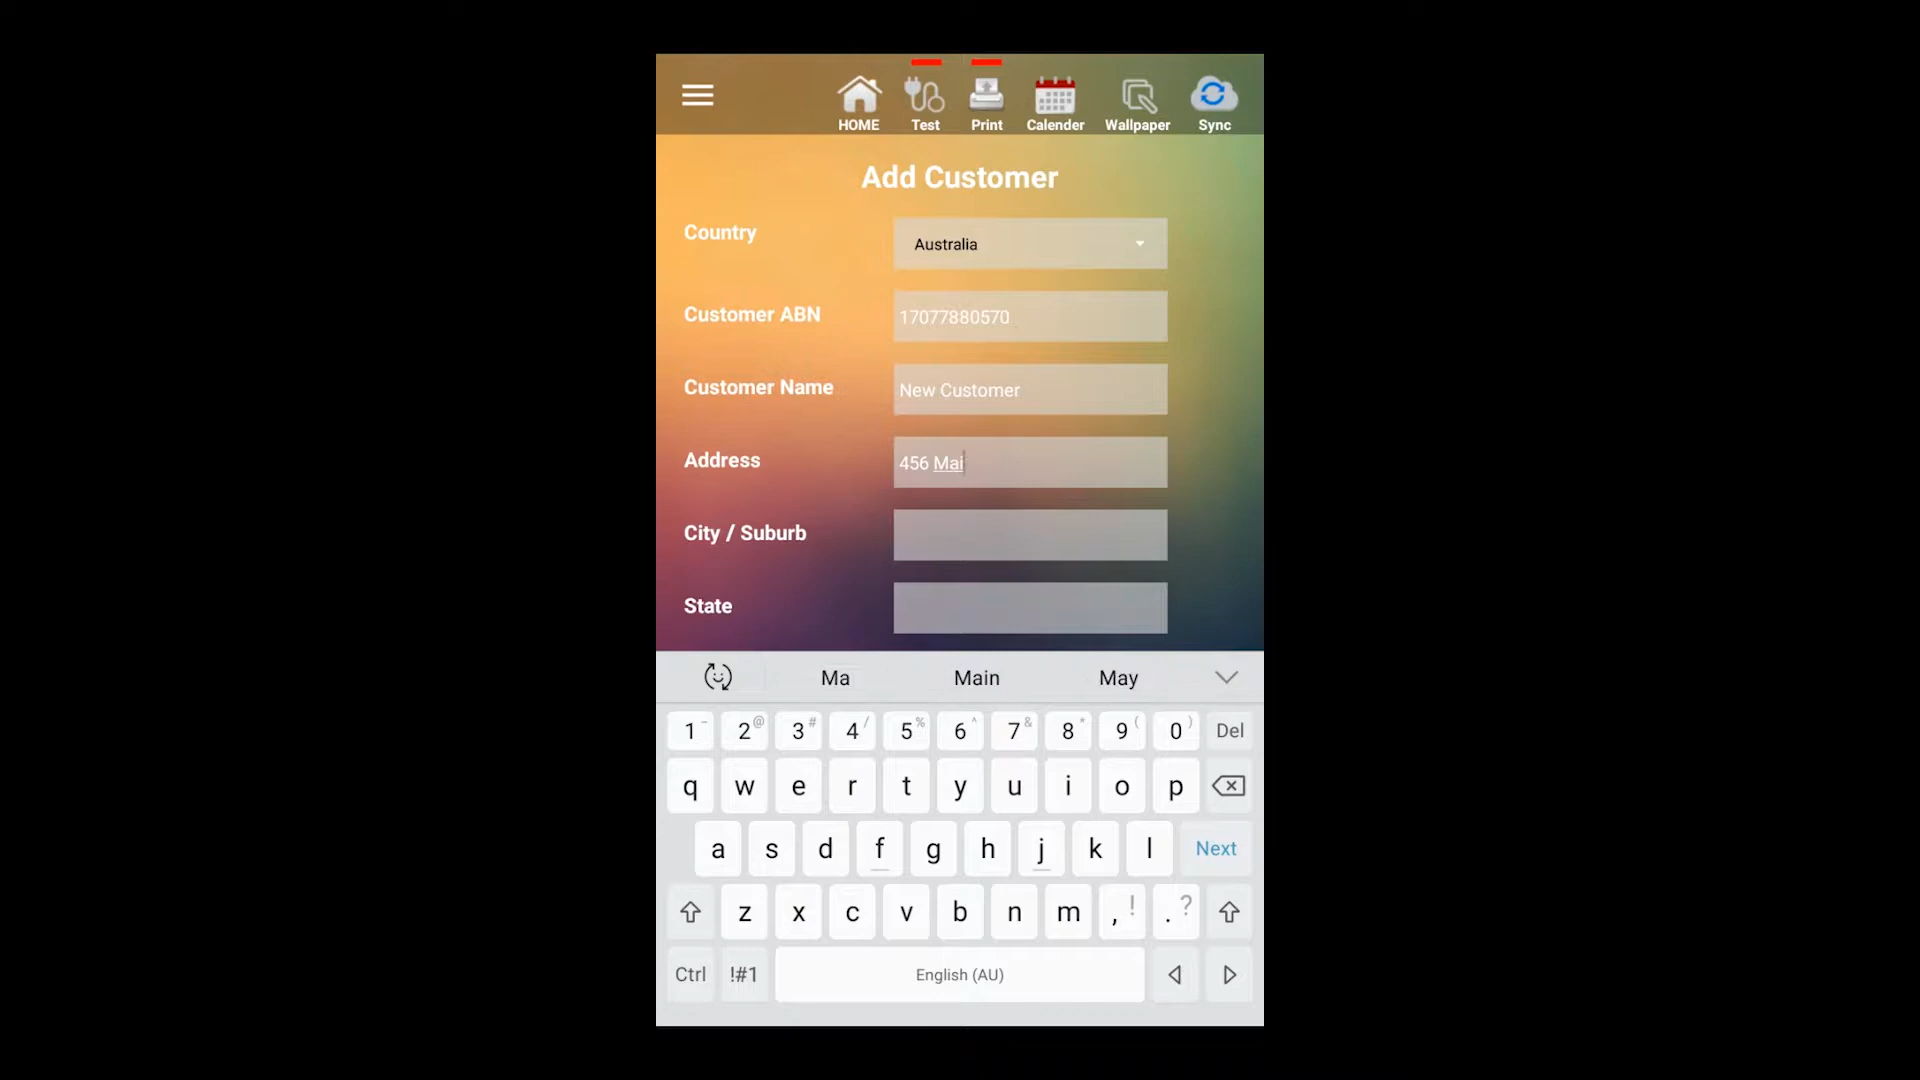 HOME Test Print Calender Wallpaper Sync
Add Customer
Country Australia
Customer ABN 17077880570
Customer Name New Customer
Address 456 Mai
City / Suburb
State
Ma Main May
1 - 2 @ 3 # 4 / 5 % 6 ^ 7 & 8 * 9 ( 0 ) Del
q w e r t y u i o p
a s d f g h j k l Next
z x c v b n m , ! . ?
Ctrl !#1 English (AU)